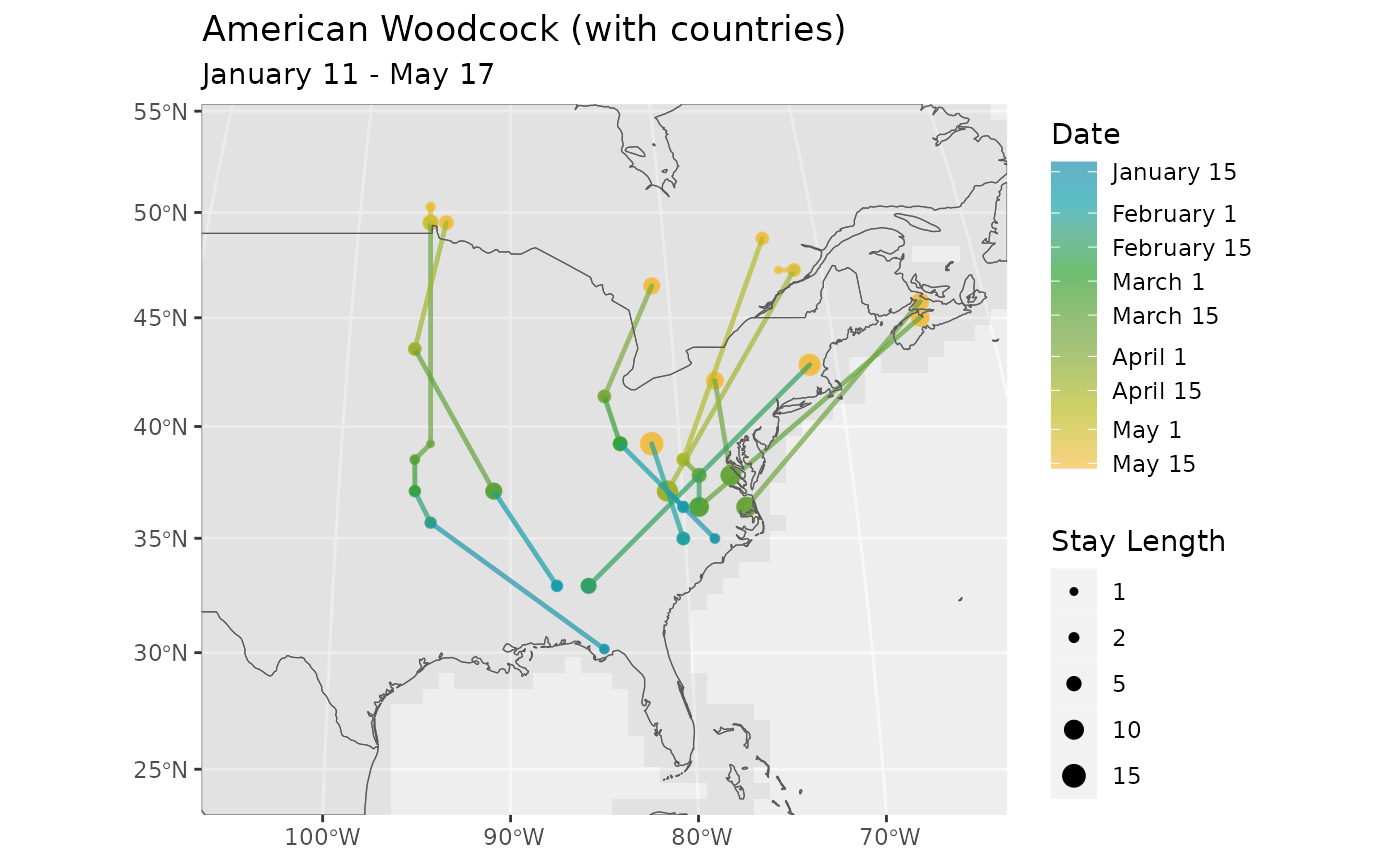 American Woodcock (with countries)
January 11 - May 17
55°N
50°N
45°N
40°N
35°N
30°N
25°N
100°W
90°W
80°W
70°W
Date
January 15
February 1
February 15
March 1
March 15
April 1
April 15
May 1
May 15
Stay Length
1
2
5
10
15